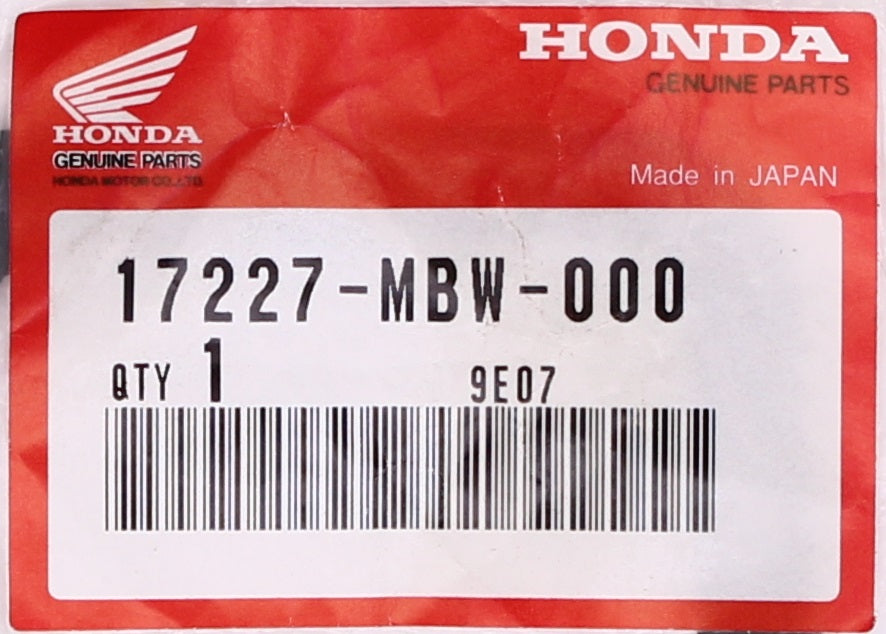 HONDA
GENUINE PARTS
HONDA
GENUINE PARTS
HONDA MOTOR CO.,LTD.
Made in JAPAN
17227-MBW-000
QTY 1 9E07